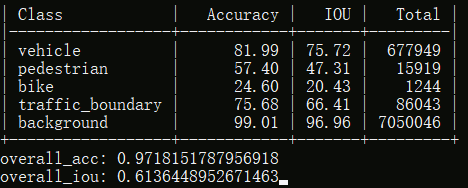 | Class | Accuracy | IOU | Total |
|------------------+----------+-------+---------|
| vehicle | 81.99 | 75.72 | 677949 |
| pedestrian | 57.40 | 47.31 | 15919 |
| bike | 24.60 | 20.43 | 1244 |
| traffic_boundary | 75.68 | 66.41 | 86043 |
| background | 99.01 | 96.96 | 7050046 |
+------------------+----------+-------+---------+
overall_acc: 0.9718151787956918
overall_iou: 0.6136448952671463